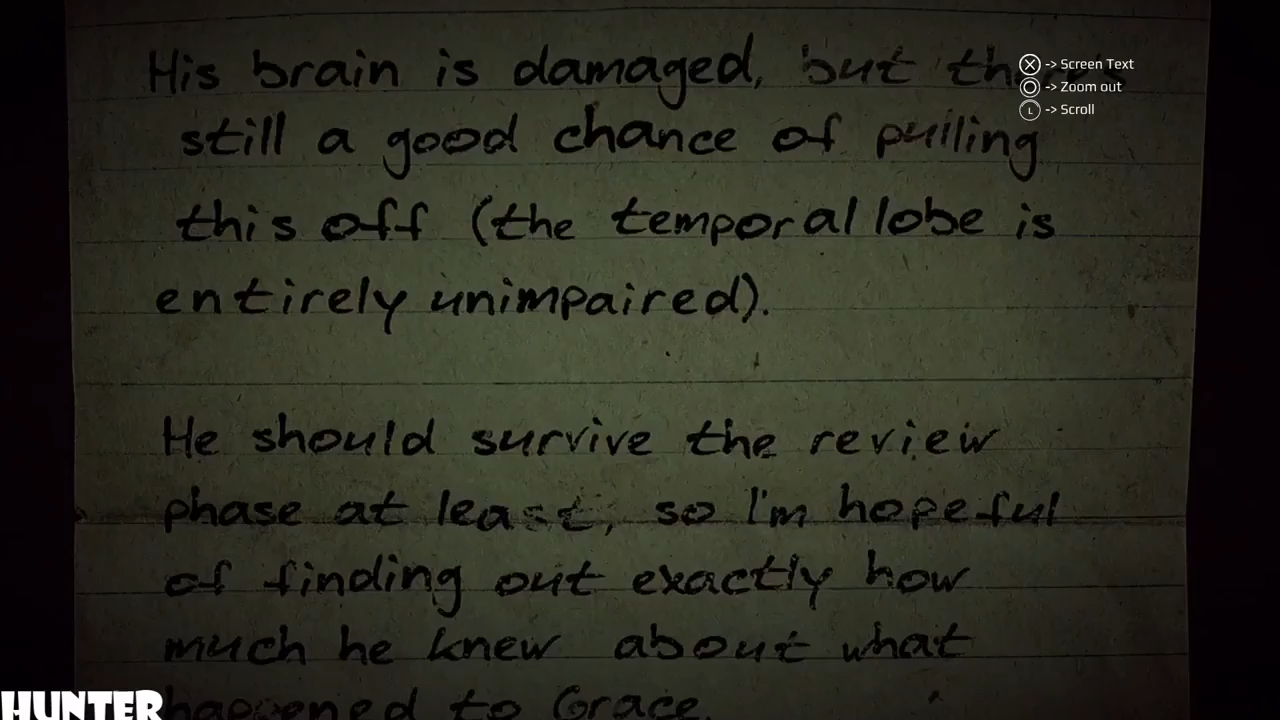 His brain is damaged, but there's
still a good chance of pulling
this off (the temporal lobe is
entirely unimpaired).
He should survive the review
phase at least, so I'm hopeful
of finding out exactly how
much he knew about what
happened to Grace.
X -> Screen Text
O -> Zoom out
L -> Scroll
HUNTER